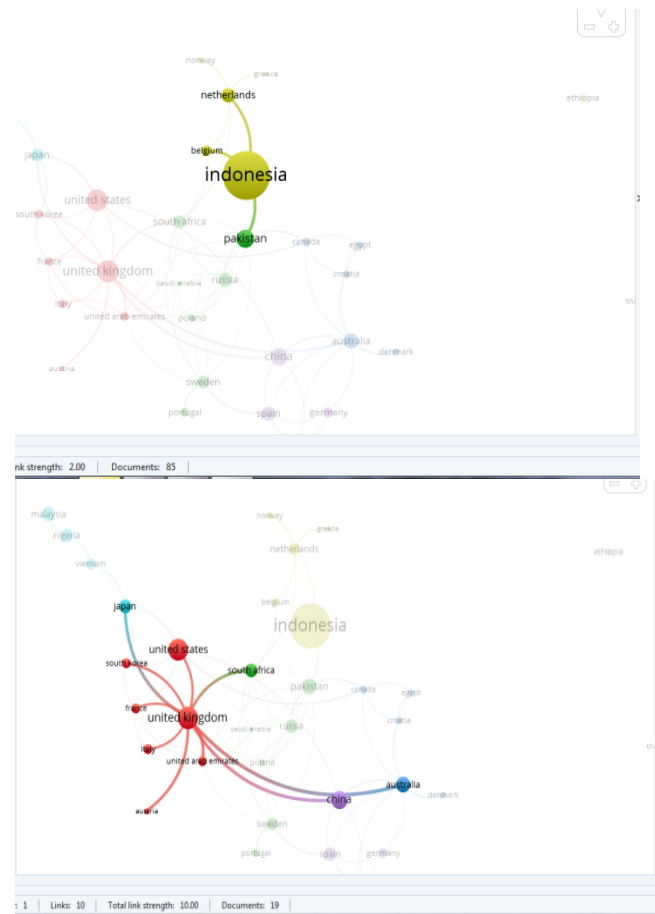 norway
greece
netherlands
ethiopia
belgium
japan
indonesia
united states
south korea
south africa
pakistan
canada
egypt
france
united kingdom
croatia
saudi arabia
russia
italy
united arab emirates
poland
australia
china
denmark
austria
sweden
portugal
spain
germany
nk strength: 2.00 | Documents: 85
malaysia
norway
nigeria
greece
netherlands
ethiopia
vietnam
belgium
japan
indonesia
united states
south korea
south africa
pakistan
canada
egypt
france
united kingdom
croatia
saudi arabia
russia
italy
united arab emirates
poland
australia
china
denmark
austria
sweden
portugal
spain
germany
: 1 | Links: 10 | Total link strength: 10.00 | Documents: 19